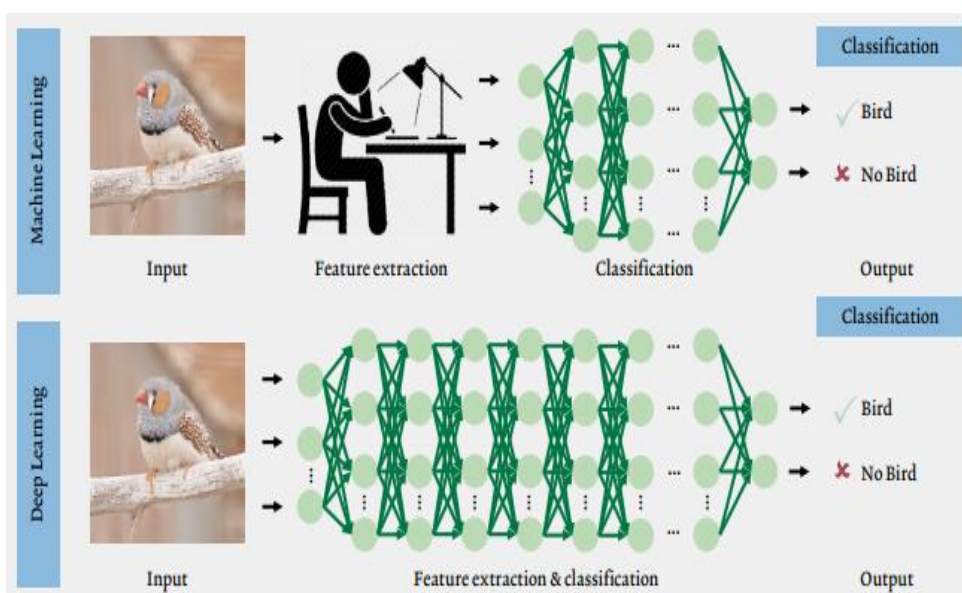 Machine Learning
Classification
Bird
No Bird
...
...
Input
Feature extraction
Classification
Output
Deep Learning
Classification
Bird
No Bird
...
Input
Feature extraction & classification
Output